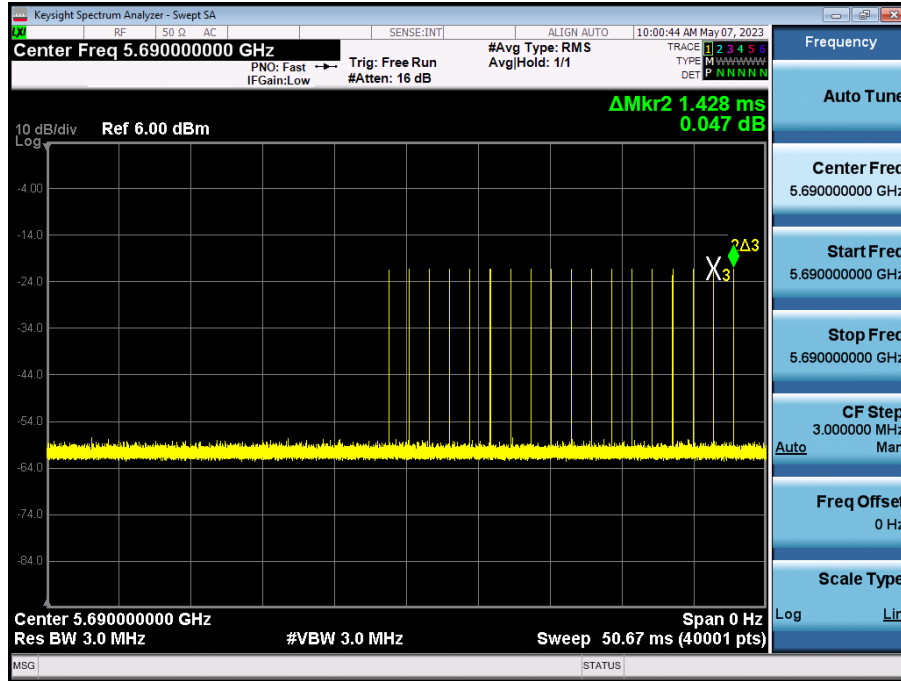 Keysight Spectrum Analyzer - Swept SA
LXI RF 50 Ω AC SENSE:INT ALIGN AUTO 10:00:44 AM May 07, 2023
Center Freq 5.690000000 GHz
PNO: Fast
IFGain:Low
Trig: Free Run
#Atten: 16 dB
#Avg Type: RMS
Avg|Hold: 1/1
TRACE 1 2 3 4 5 6
TYPE M WWWWW
DET P N N N N N
ΔMkr2 1.428 ms
0.047 dB
10 dB/div Ref 6.00 dBm
Log
-4.00
-14.0
-24.0
-34.0
-44.0
-54.0
-64.0
-74.0
-84.0
2Δ3
X3
Center 5.690000000 GHz Span 0 Hz
Res BW 3.0 MHz #VBW 3.0 MHz Sweep 50.67 ms (40001 pts)
MSG STATUS
Frequency
Auto Tune
Center Freq
5.690000000 GHz
Start Freq
5.690000000 GHz
Stop Freq
5.690000000 GHz
CF Step
3.000000 MHz
Auto Man
Freq Offset
0 Hz
Scale Type
Log Lin